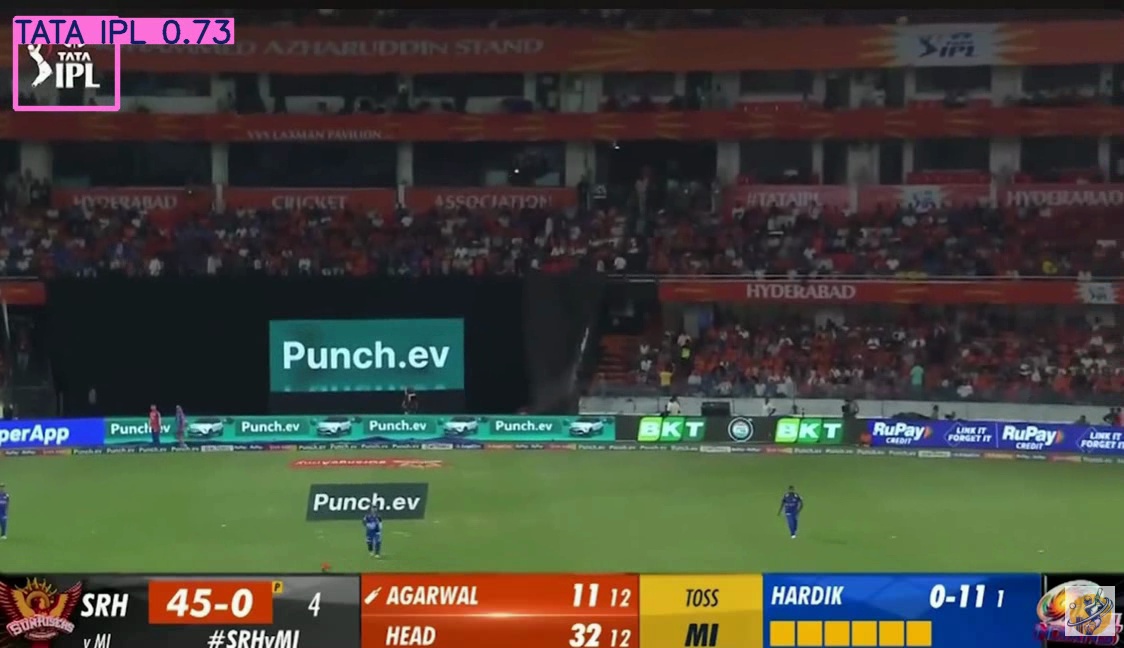 TATA IPL 0.73
AZHARUDDIN STAND
IPL
TATA
IPL
VVS LAXMAN PAVILION
HYDERABAD CRICKET ASSOCIATION #TATAIPL HYDERABAD
HYDERABAD
Punch.ev
perApp Punch Punch.ev Punch.ev Punch.ev BKT BKT RuPay CREDIT LINK IT FORGET IT RuPay CREDIT LINK IT FORGET IT
Punch.ev
SRH 45-0 P 4 AGARWAL 11 12 TOSS HARDIK 0-11 1
v MI #SRHvMI HEAD 32 12 MI
SUNRISERS